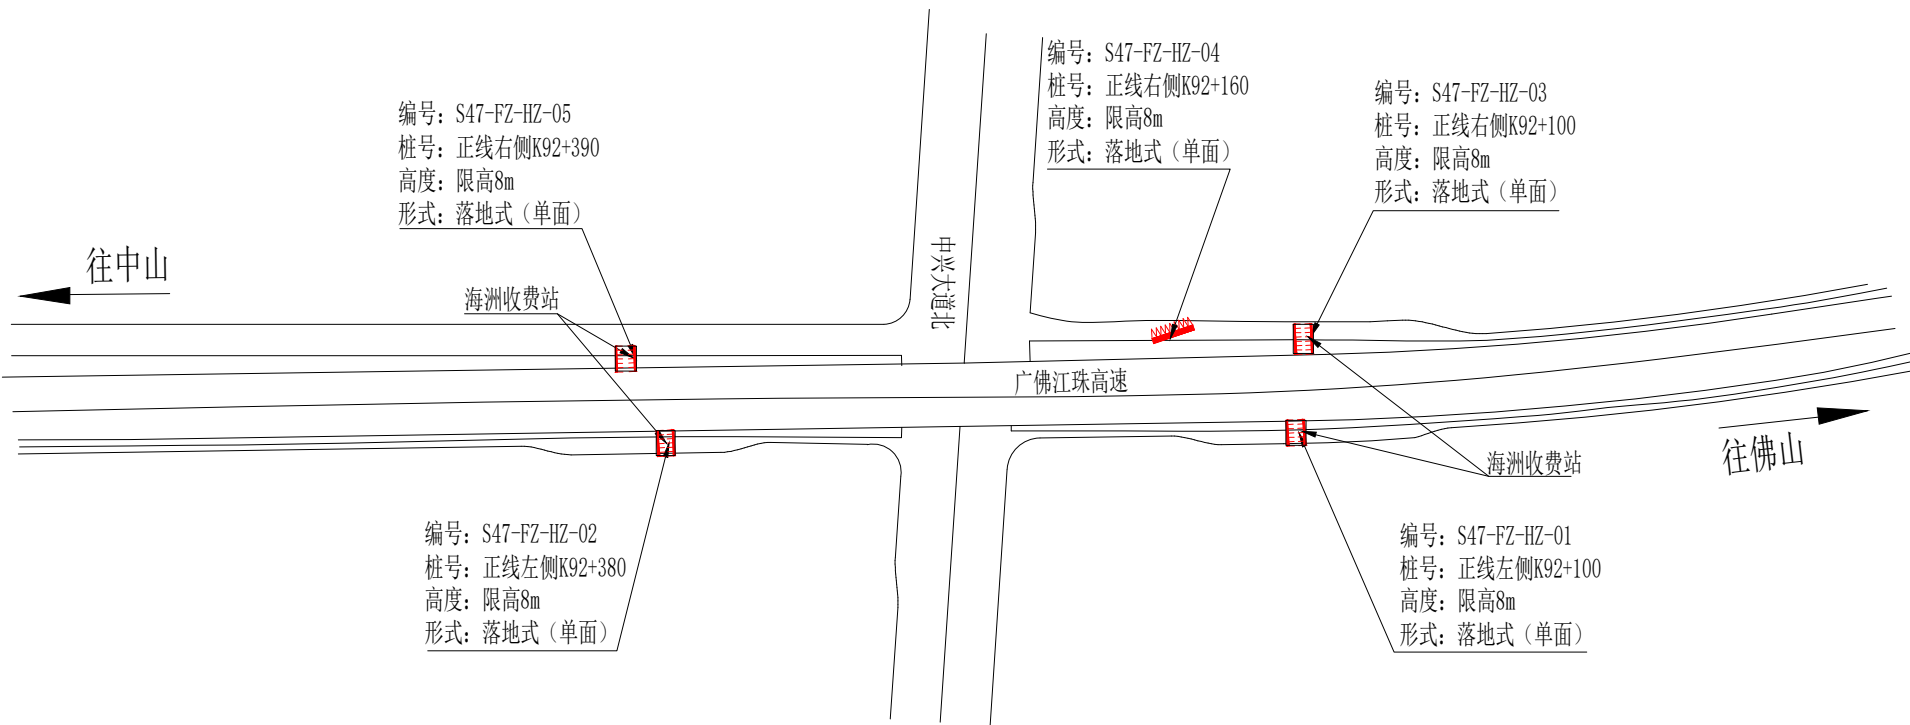 编号：S47-FZ-HZ-04
桩号：正线右侧K92+160
高度：限高8m
形式：落地式（单面）
编号：S47-FZ-HZ-03
桩号：正线右侧K92+100
高度：限高8m
形式：落地式（单面）
编号：S47-FZ-HZ-05
桩号：正线右侧K92+390
高度：限高8m
形式：落地式（单面）
往中山
海洲收费站
中兴大道北
广佛江珠高速
海洲收费站
往佛山
编号：S47-FZ-HZ-02
桩号：正线左侧K92+380
高度：限高8m
形式：落地式（单面）
编号：S47-FZ-HZ-01
桩号：正线左侧K92+100
高度：限高8m
形式：落地式（单面）